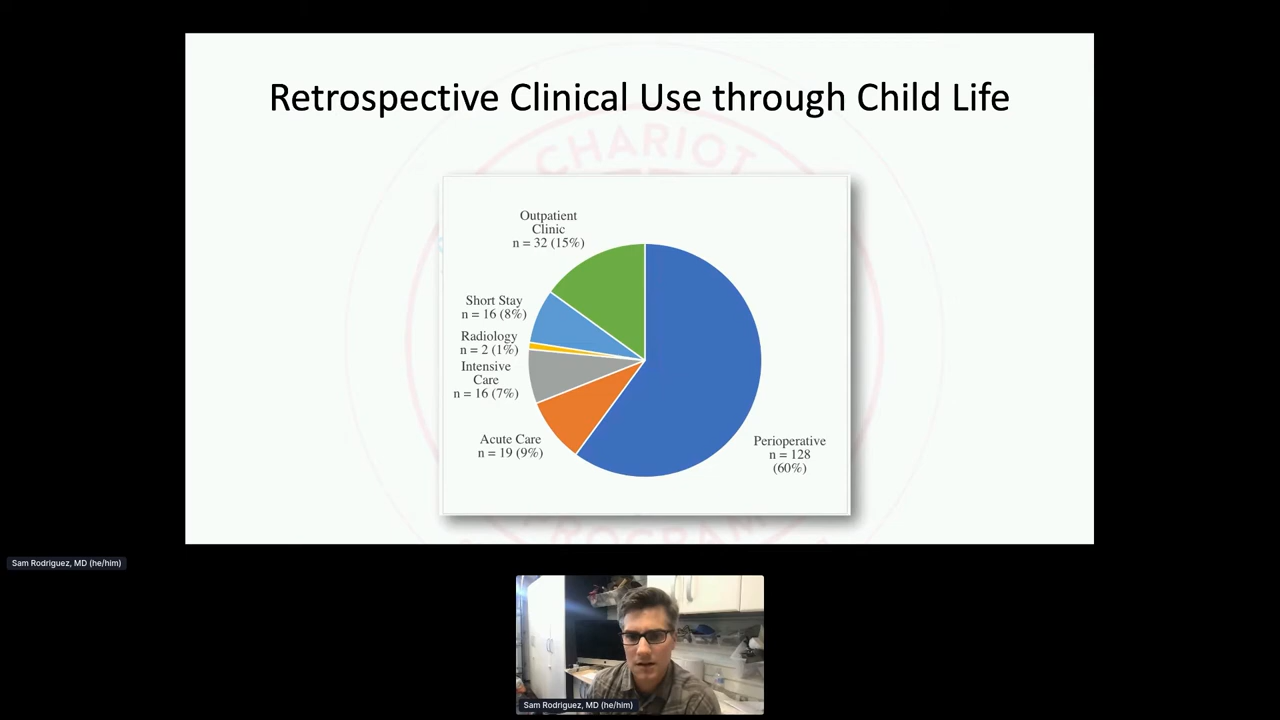 Retrospective Clinical Use through Child Life
CHARIOT
Outpatient
Clinic
n = 32 (15%)
Short Stay
n = 16 (8%)
Radiology
n = 2 (1%)
Intensive
Care
n = 16 (7%)
Acute Care
n = 19 (9%)
Perioperative
n = 128
(60%)
PROGRAM
Sam Rodriguez, MD (he/him)
Sam Rodriguez, MD (he/him)